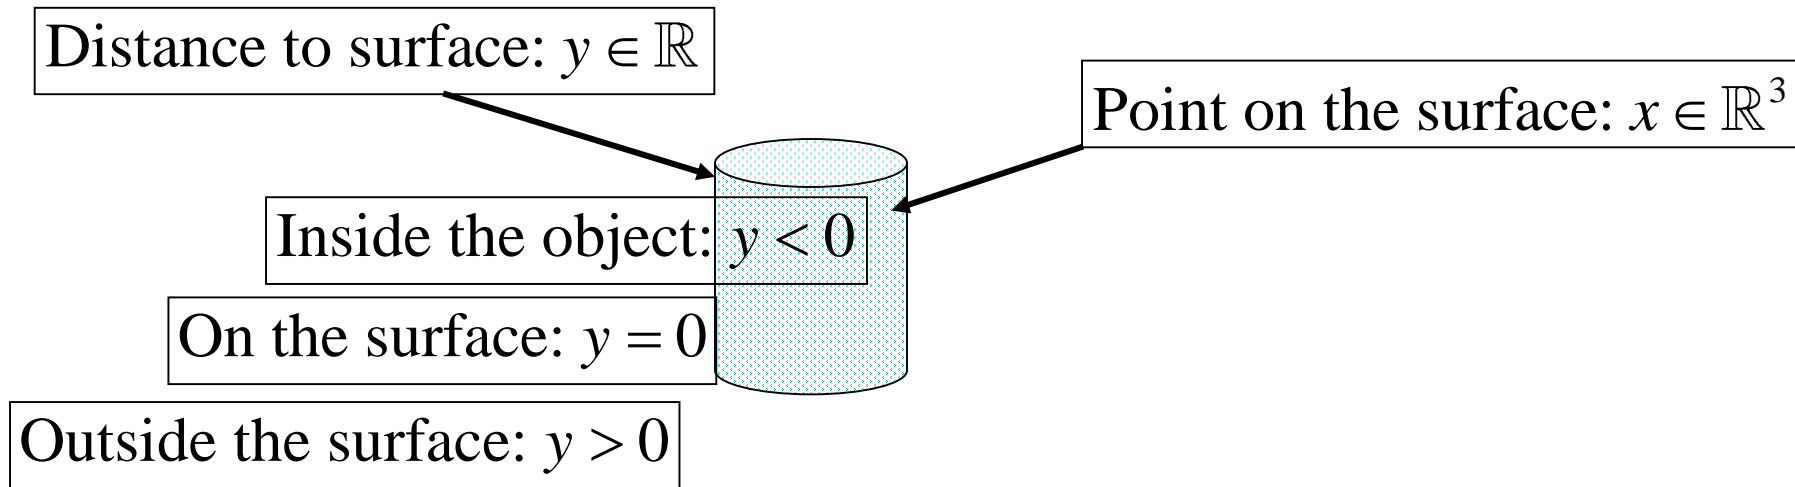 Distance to surface: y ∈ ℝ
Point on the surface: x ∈ ℝ³
Inside the object: y < 0
On the surface: y = 0
Outside the surface: y > 0